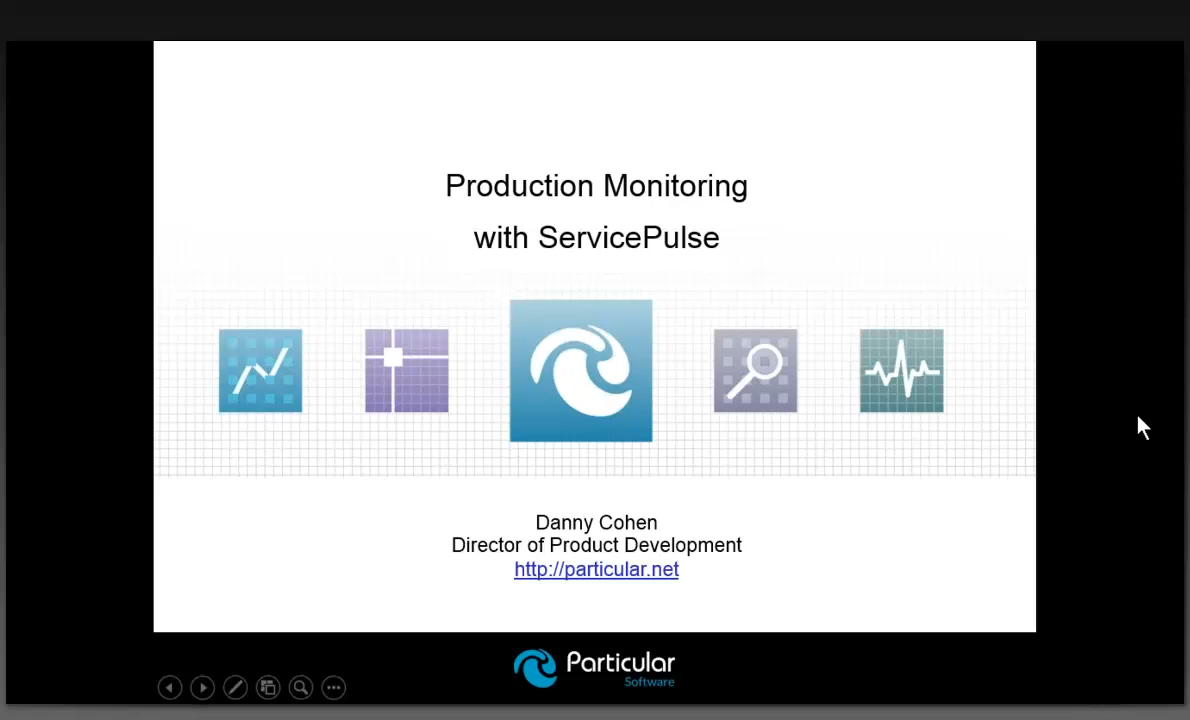 Production Monitoring
with ServicePulse
Danny Cohen
Director of Product Development
http://particular.net
Particular
Software